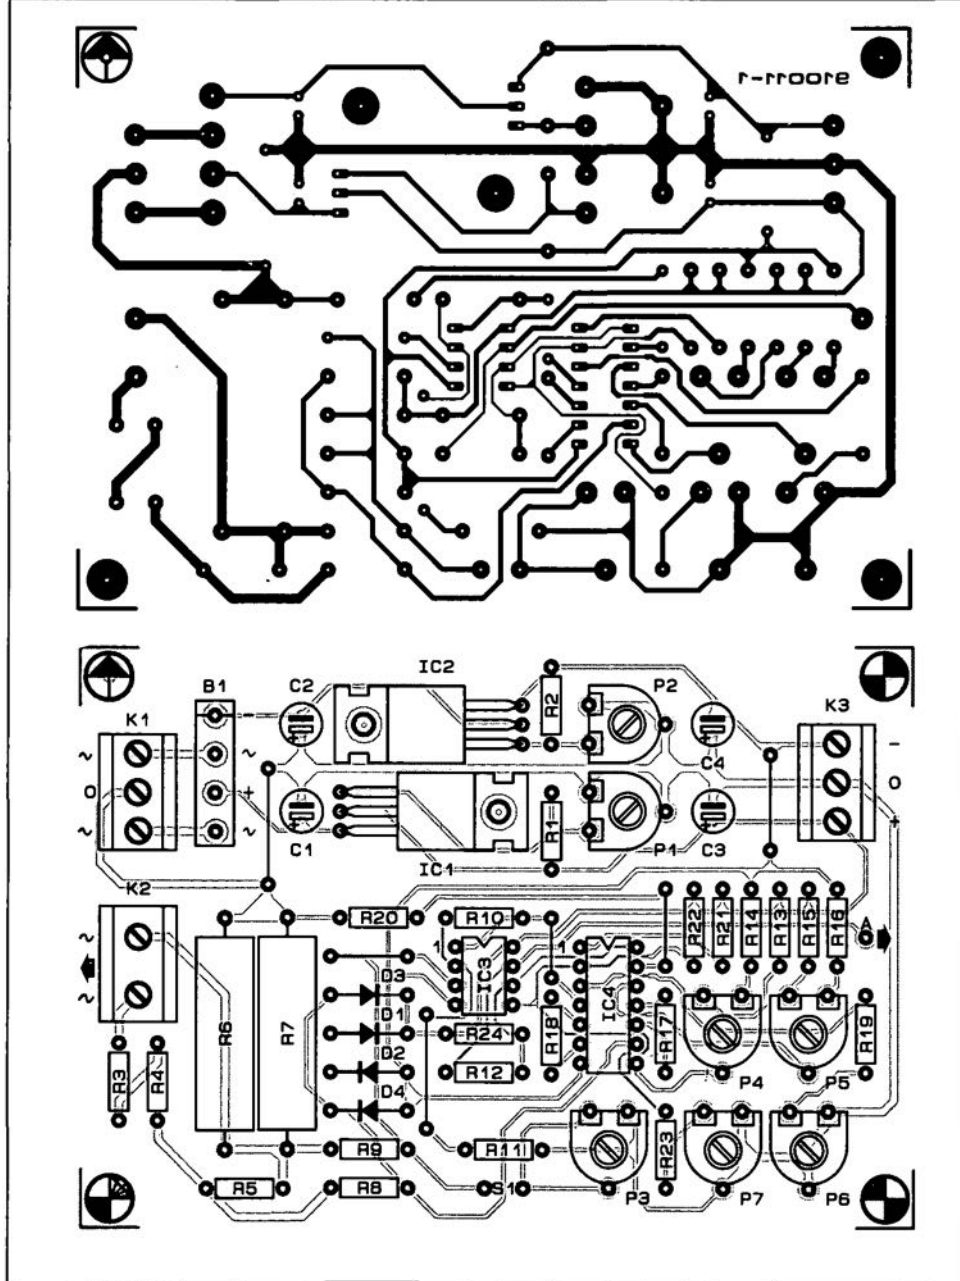 910011-1
IC2
C2
P2
B1
K1
K3
R2
-
~
~
-
C4
O
+
O
~
~
R1
+
C1
P1
C3
IC1
K2
R20
R10
R22
R21
R14
R13
R15
R16
A
~
1
1
IC3
IC4
D3
~
D1
R6
R7
R24
R18
R17
R19
D2
R3
R4
R12
P4
P5
D4
R9
R11
R23
R5
R8
S1
P3
P7
P6